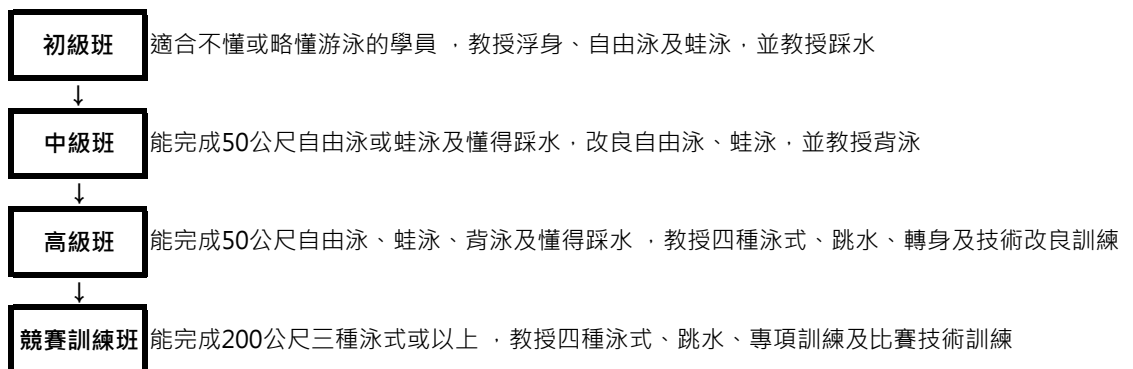 初級班 適合不懂或略懂游泳的學員，教授浮身、自由泳及蛙泳，並教授踩水
↓
中級班 能完成50公尺自由泳或蛙泳及懂得踩水，改良自由泳、蛙泳，並教授背泳
↓
高級班 能完成50公尺自由泳、蛙泳、背泳及懂得踩水，教授四種泳式、跳水、轉身及技術改良訓練
↓
競賽訓練班 能完成200公尺三種泳式或以上，教授四種泳式、跳水、專項訓練及比賽技術訓練